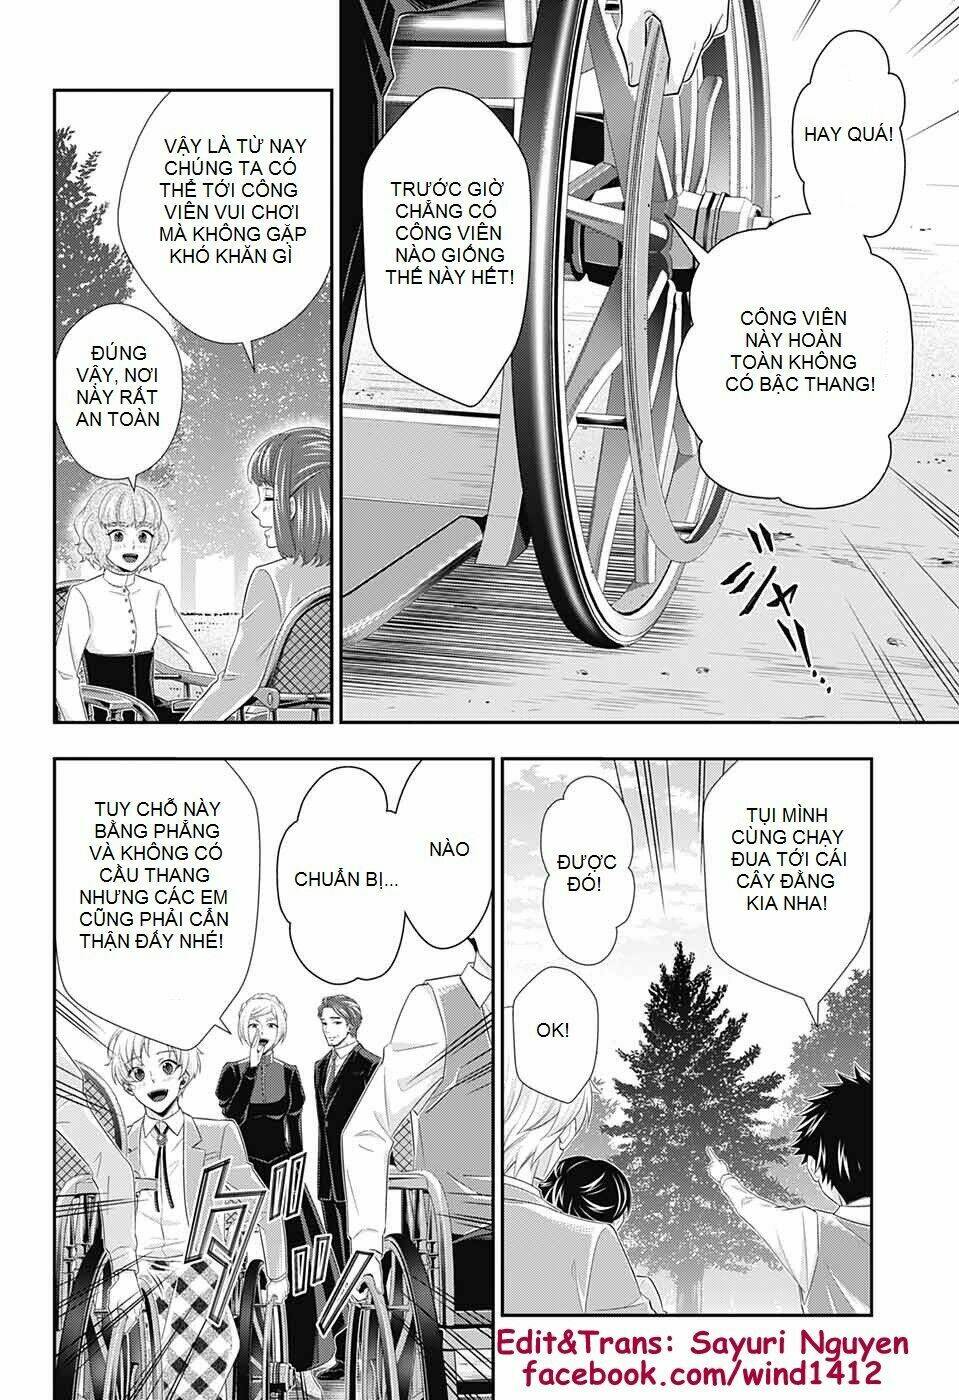 HAY QUÁ!
CÔNG VIÊN
NÀY HOÀN
TOÀN KHÔNG
CÓ BẬC THANG!
TRƯỚC GIỜ
CHẲNG CÓ
CÔNG VIÊN
NÀO GIỐNG
THẾ NÀY HẾT!
VẬY LÀ TỪ NAY
CHÚNG TA CÓ
THỂ TỚI CÔNG
VIÊN VUI CHƠI
MÀ KHÔNG GẶP
KHÓ KHĂN GÌ
ĐÚNG
VẬY, NƠI
NÀY RẤT
AN TOÀN
TỤI MÌNH
CÙNG CHẠY
ĐUA TỚI CÁI
CÂY ĐẰNG
KIA NHA!
ĐƯỢC
ĐÓ!
OK!
NÀO
CHUẨN BỊ...
TUY CHỖ NÀY
BẰNG PHẲNG
VÀ KHÔNG CÓ
CẦU THANG
NHƯNG CÁC EM
CŨNG PHẢI CẨN
THẬN ĐẤY NHÉ!
Edit&Trans: Sayuri Nguyen
facebook.com/wind1412